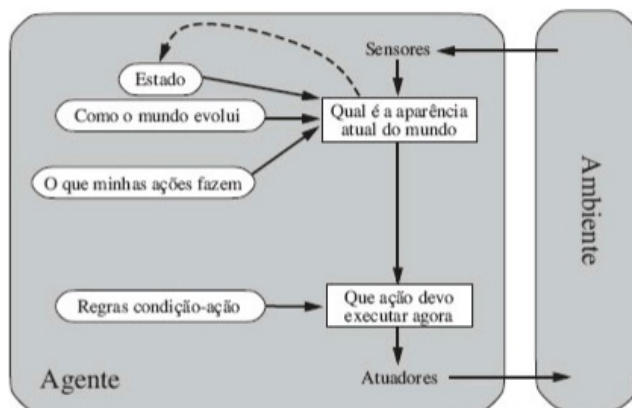 Sensores
Estado
Como o mundo evolui
Qual é a aparência
atual do mundo
O que minhas ações fazem
Regras condição-ação
Que ação devo
executar agora
Agente
Atuadores
Ambiente